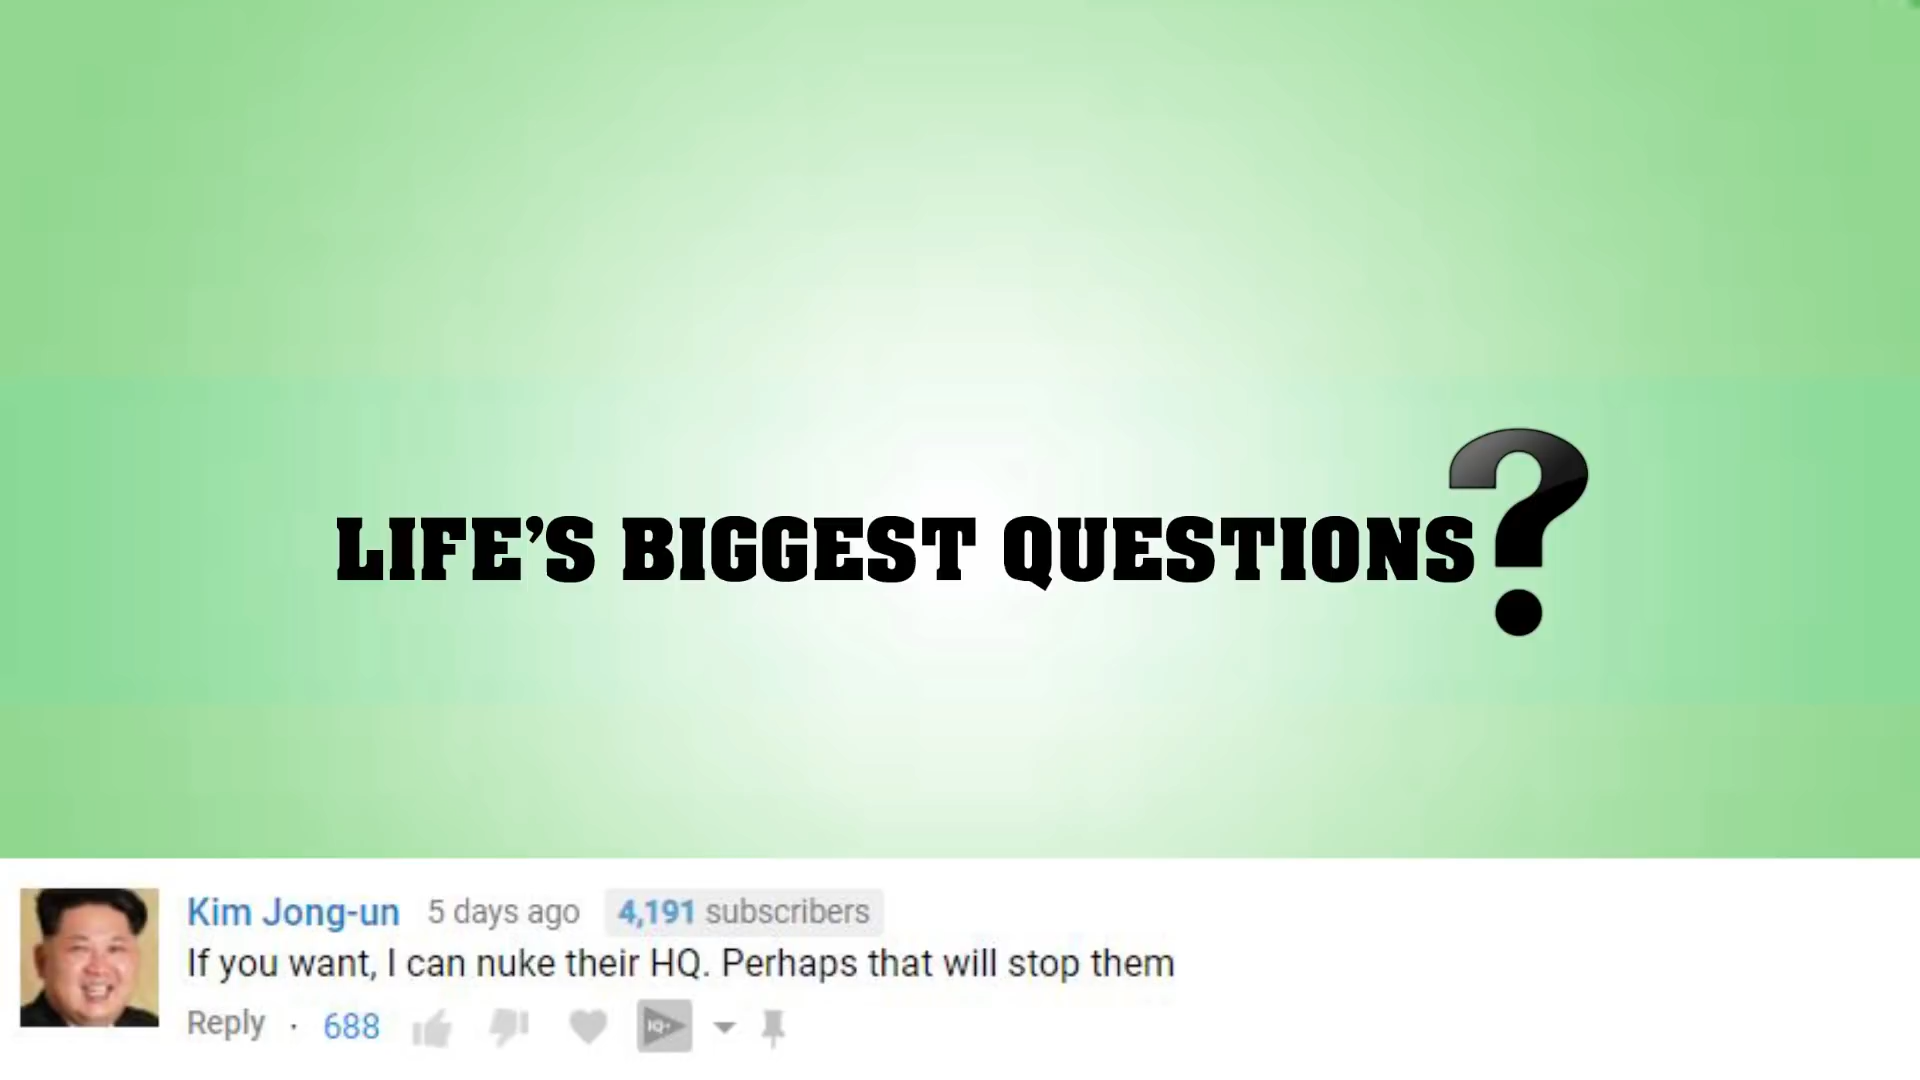 LIFE'S BIGGEST QUESTIONS?
Kim Jong-un 5 days ago 4,191 subscribers
If you want, I can nuke their HQ. Perhaps that will stop them
Reply · 688 IQ+